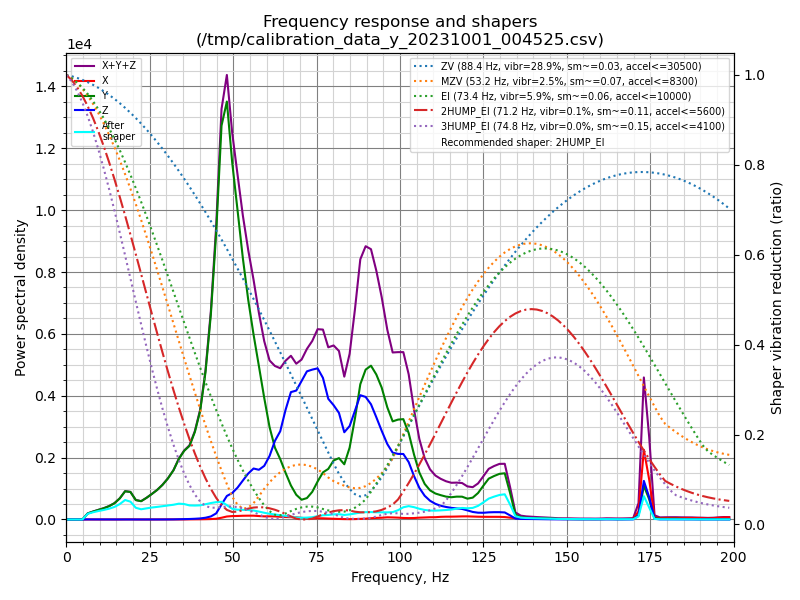 Frequency response and shapers
(/tmp/calibration_data_y_20231001_004525.csv)
1e4
X+Y+Z
X
Y
Z
After
shaper
ZV (88.4 Hz, vibr=28.9%, sm~=0.03, accel<=30500)
MZV (53.2 Hz, vibr=2.5%, sm~=0.07, accel<=8300)
EI (73.4 Hz, vibr=5.9%, sm~=0.06, accel<=10000)
2HUMP_EI (71.2 Hz, vibr=0.1%, sm~=0.11, accel<=5600)
3HUMP_EI (74.8 Hz, vibr=0.0%, sm~=0.15, accel<=4100)
Recommended shaper: 2HUMP_EI
Power spectral density
1.4
1.2
1.0
0.8
0.6
0.4
0.2
0.0
1.0
0.8
0.6
0.4
0.2
0.0
Shaper vibration reduction (ratio)
0 25 50 75 100 125 150 175 200
Frequency, Hz